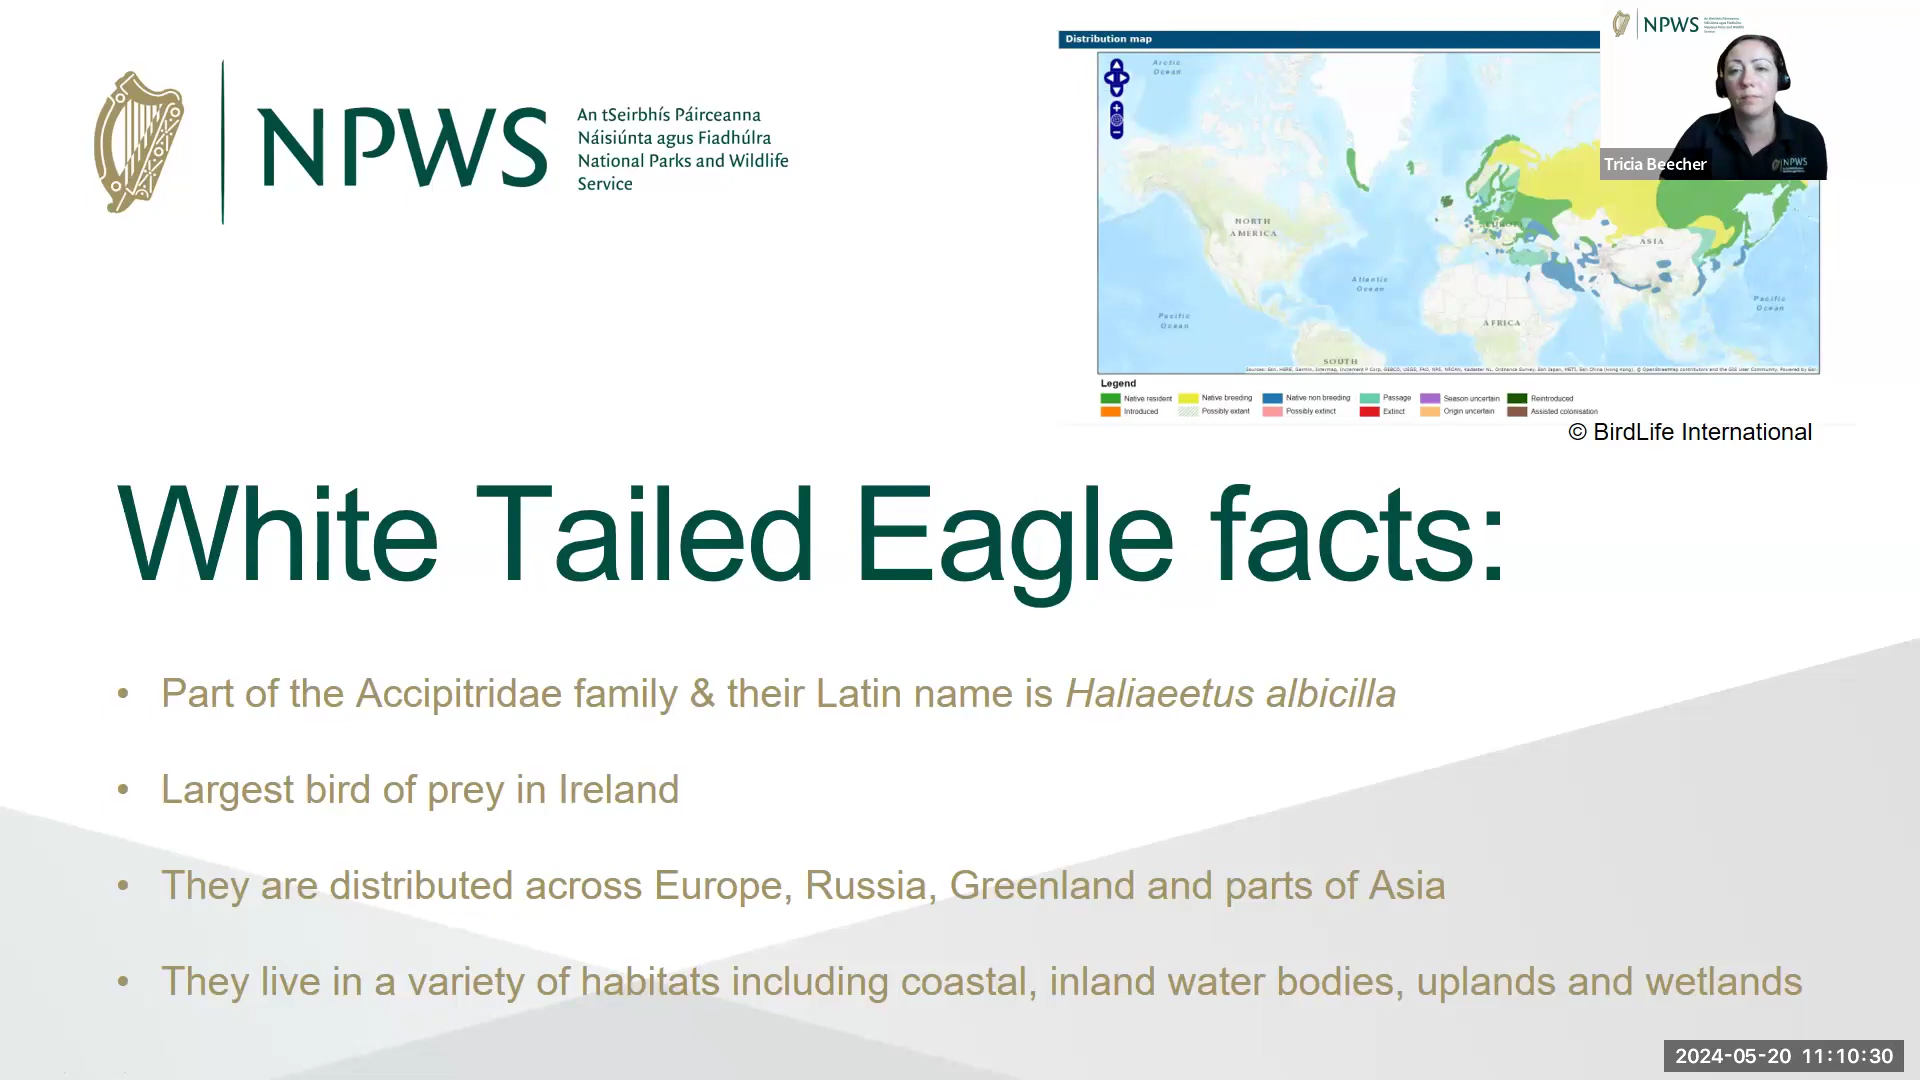 NPWS
An tSeirbhís Páirceanna
Náisiúnta agus Fiadhúlra
National Parks and Wildlife
Service
Distribution map
Arctic
Ocean
NORTH
AMERICA
Atlantic
Ocean
Pacific
Ocean
EUROPE
ASIA
AFRICA
Pacific
Ocean
SOUTH
Legend
Native resident
Native breeding
Native non breeding
Passage
Season uncertain
Reintroduced
Introduced
Possibly extant
Possibly extinct
Extinct
Origin uncertain
Assisted colonisation
© BirdLife International
NPWS
Tricia Beecher
NPWS
White Tailed Eagle facts:
• Part of the Accipitridae family & their Latin name is Haliaeetus albicilla
• Largest bird of prey in Ireland
• They are distributed across Europe, Russia, Greenland and parts of Asia
• They live in a variety of habitats including coastal, inland water bodies, uplands and wetlands
2024-05-20 11:10:30